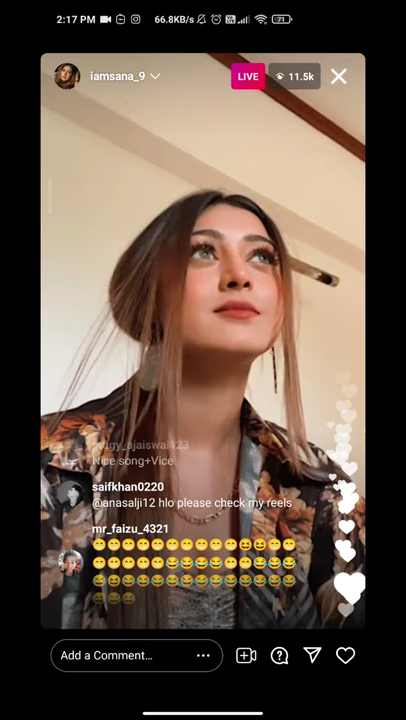 2:17 PM
66.8KB/s
71
iamsana_9
LIVE
11.5k
Nice song+Vice
saifkhan0220
@anasalji12 hlo please check my reels
mr_faizu_4321
😁😁😁😁😁😁😁😁😁😁😆😆😁😁
😁😁😁😁😁😂😂😂😂😁😁😂😂😂
😂😂😂😂😂😂😂😂😂😂😂😂😂😂
😂😂😂
Add a Comment…